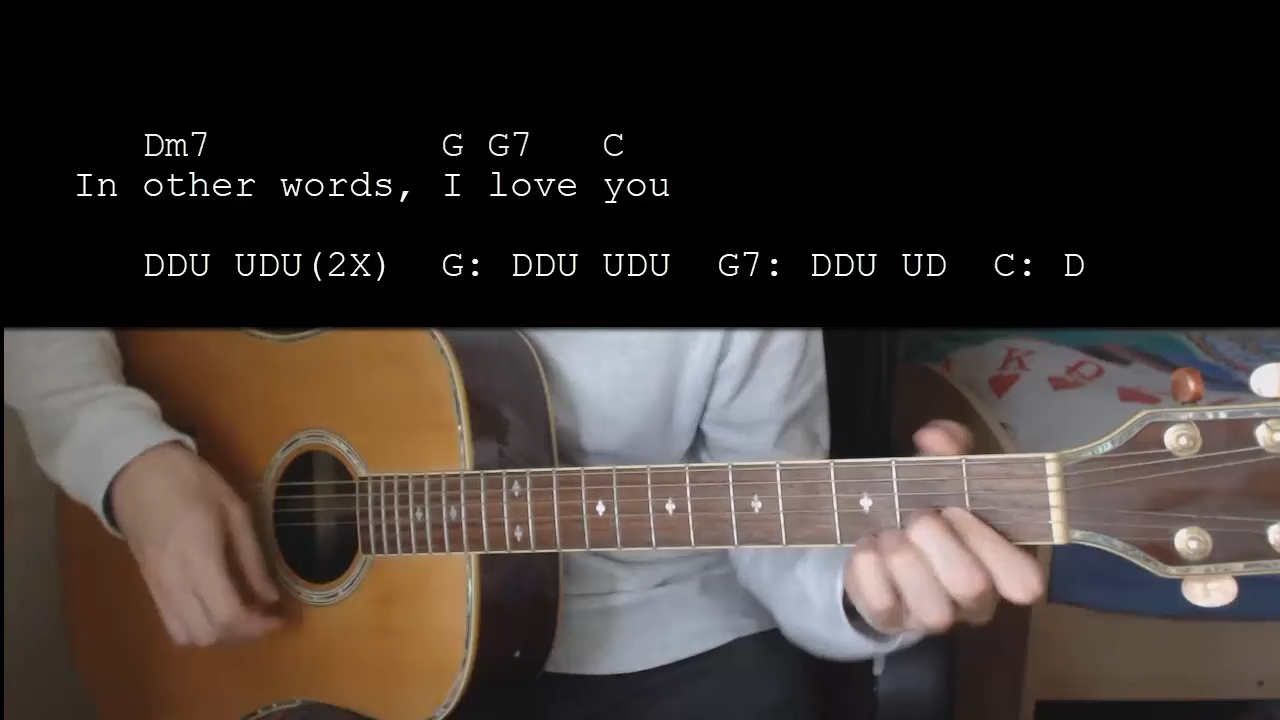 Dm7 G G7 C
In other words, I love you
DDU UDU(2X) G: DDU UDU G7: DDU UD C: D
K D